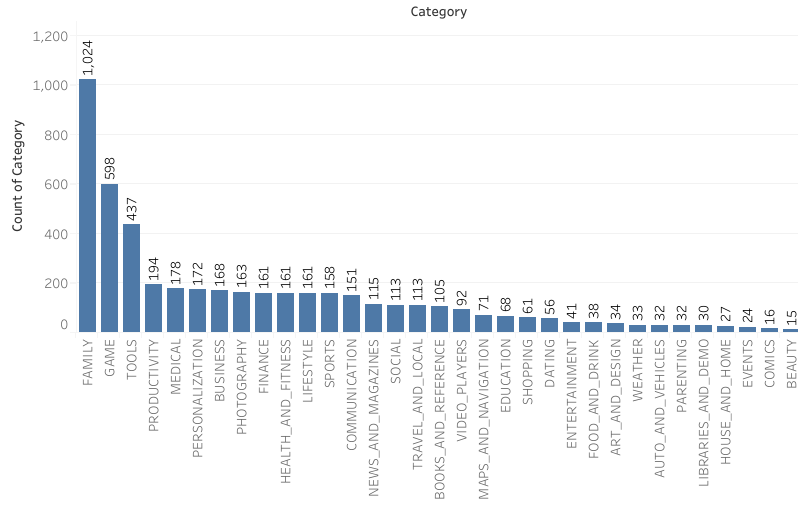 Category
Count of Category
1,200
1,000
800
600
400
200
0
1,024
598
437
194
178
172
168
163
161
161
161
158
151
115
113
113
105
92
71
68
61
56
41
38
34
33
32
32
30
27
24
16
15
FAMILY
GAME
TOOLS
PRODUCTIVITY
MEDICAL
PERSONALIZATION
BUSINESS
PHOTOGRAPHY
FINANCE
HEALTH_AND_FITNESS
LIFESTYLE
SPORTS
COMMUNICATION
NEWS_AND_MAGAZINES
SOCIAL
TRAVEL_AND_LOCAL
BOOKS_AND_REFERENCE
VIDEO_PLAYERS
MAPS_AND_NAVIGATION
EDUCATION
SHOPPING
DATING
ENTERTAINMENT
FOOD_AND_DRINK
ART_AND_DESIGN
WEATHER
AUTO_AND_VEHICLES
PARENTING
LIBRARIES_AND_DEMO
HOUSE_AND_HOME
EVENTS
COMICS
BEAUTY